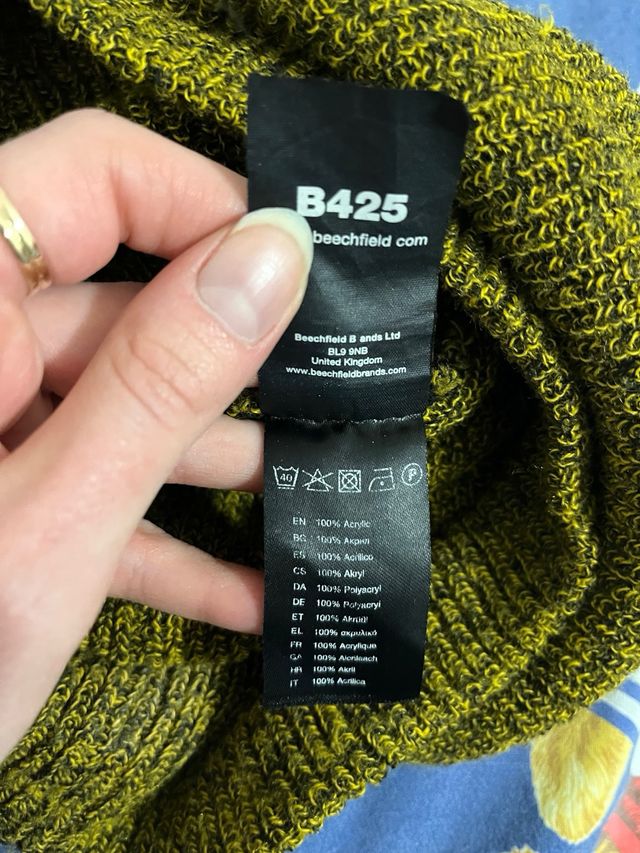 B425
beechfield com
Beechfield B ands Ltd
BL9 9NB
United Kingdom
www.beechfieldbrands.com
40
P
EN 100% Acrylic
BG 100% Акрил
ES 100% Acrílico
CS 100% Akryl
DA 100% Polyacryl
DE 100% Polyacryl
ET 100% Akrüül
EL 100% ακρυλικό
FR 100% Acrylique
GA 100%
HR 100% Akril
IT 100% Acrilica